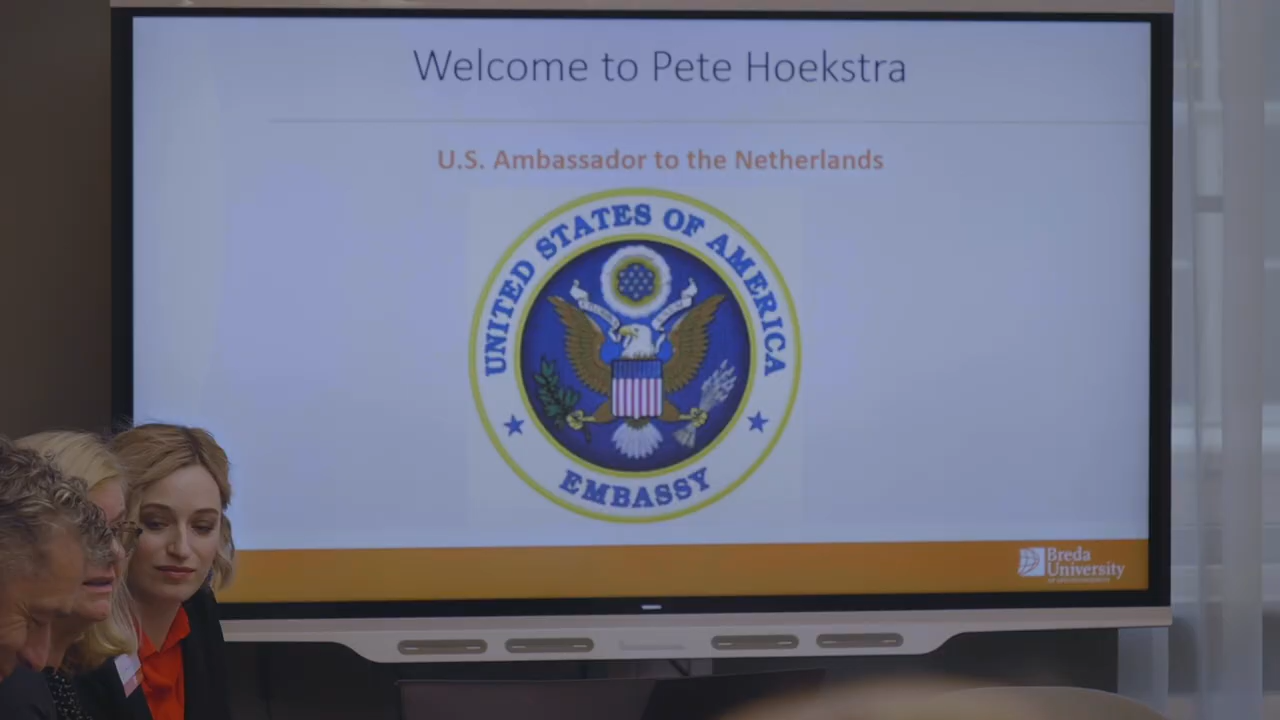 Welcome to Pete Hoekstra
U.S. Ambassador to the Netherlands
UNITED STATES OF AMERICA
EMBASSY
Breda
University